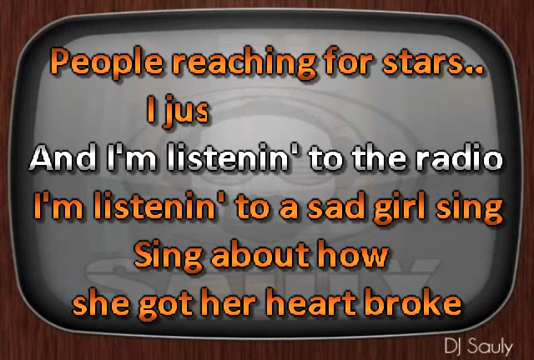 People reaching for stars..
I jus
And I'm listenin' to the radio
I'm listenin' to a sad girl sing
Sing about how
she got her heart broke
SAULY
DJ Sauly